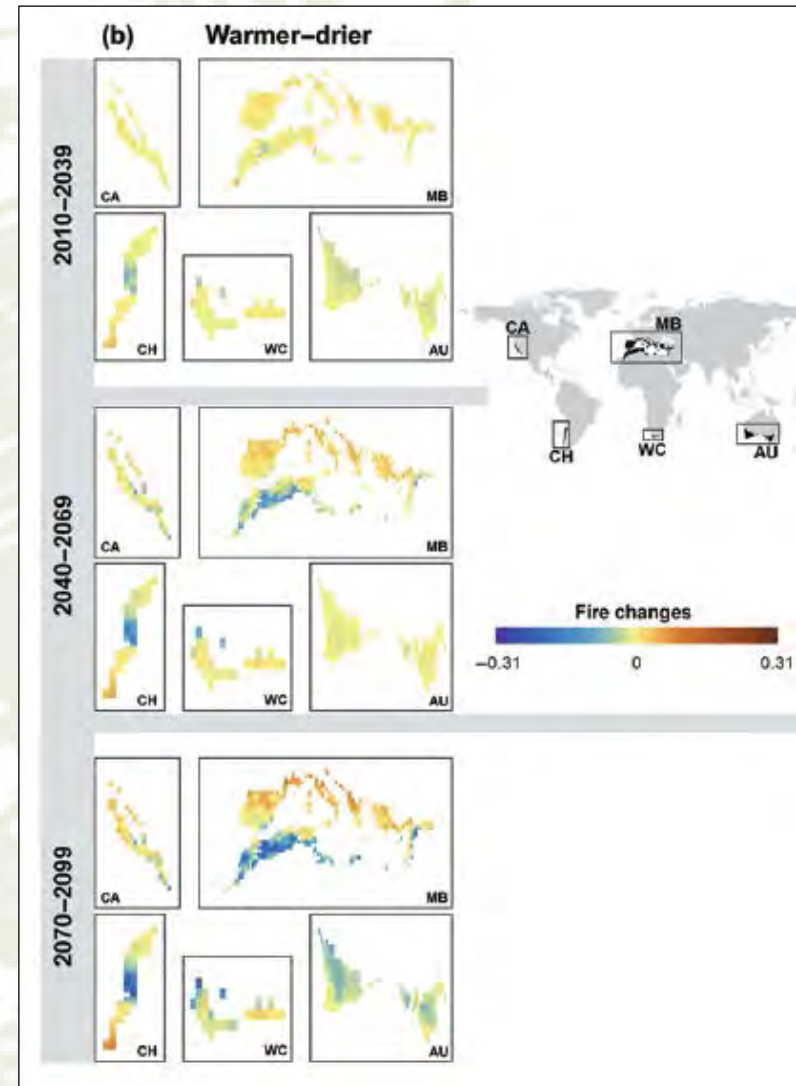 (b) Warmer–drier
2010–2039
CA
MB
CH
WC
AU
CA
MB
CH
WC
AU
2040–2069
CA
MB
CH
WC
AU
Fire changes
–0.31
0
0.31
2070–2099
CA
MB
CH
WC
AU